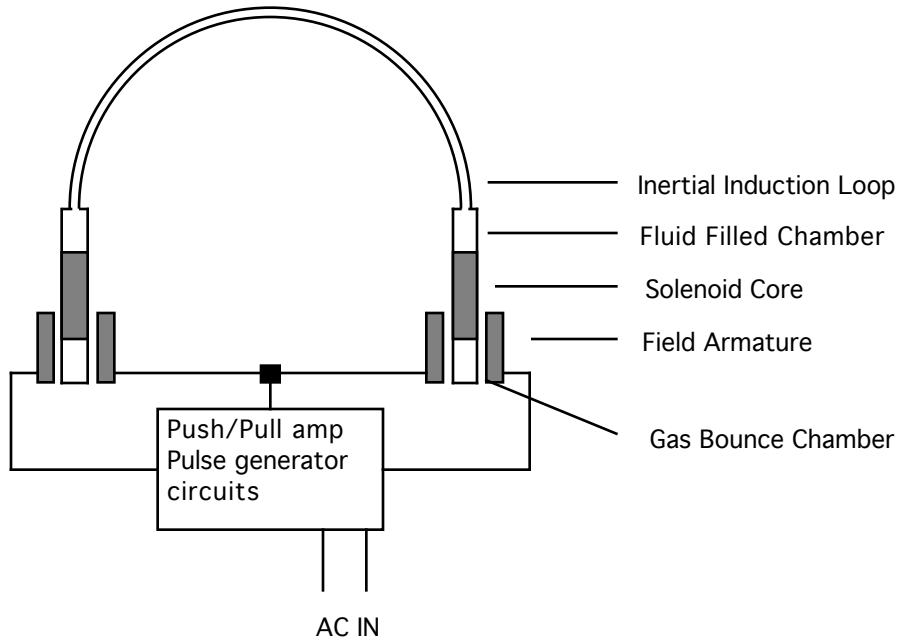 Inertial Induction Loop
Fluid Filled Chamber
Solenoid Core
Field Armature
Gas Bounce Chamber
Push/Pull amp
Pulse generator
circuits
AC IN